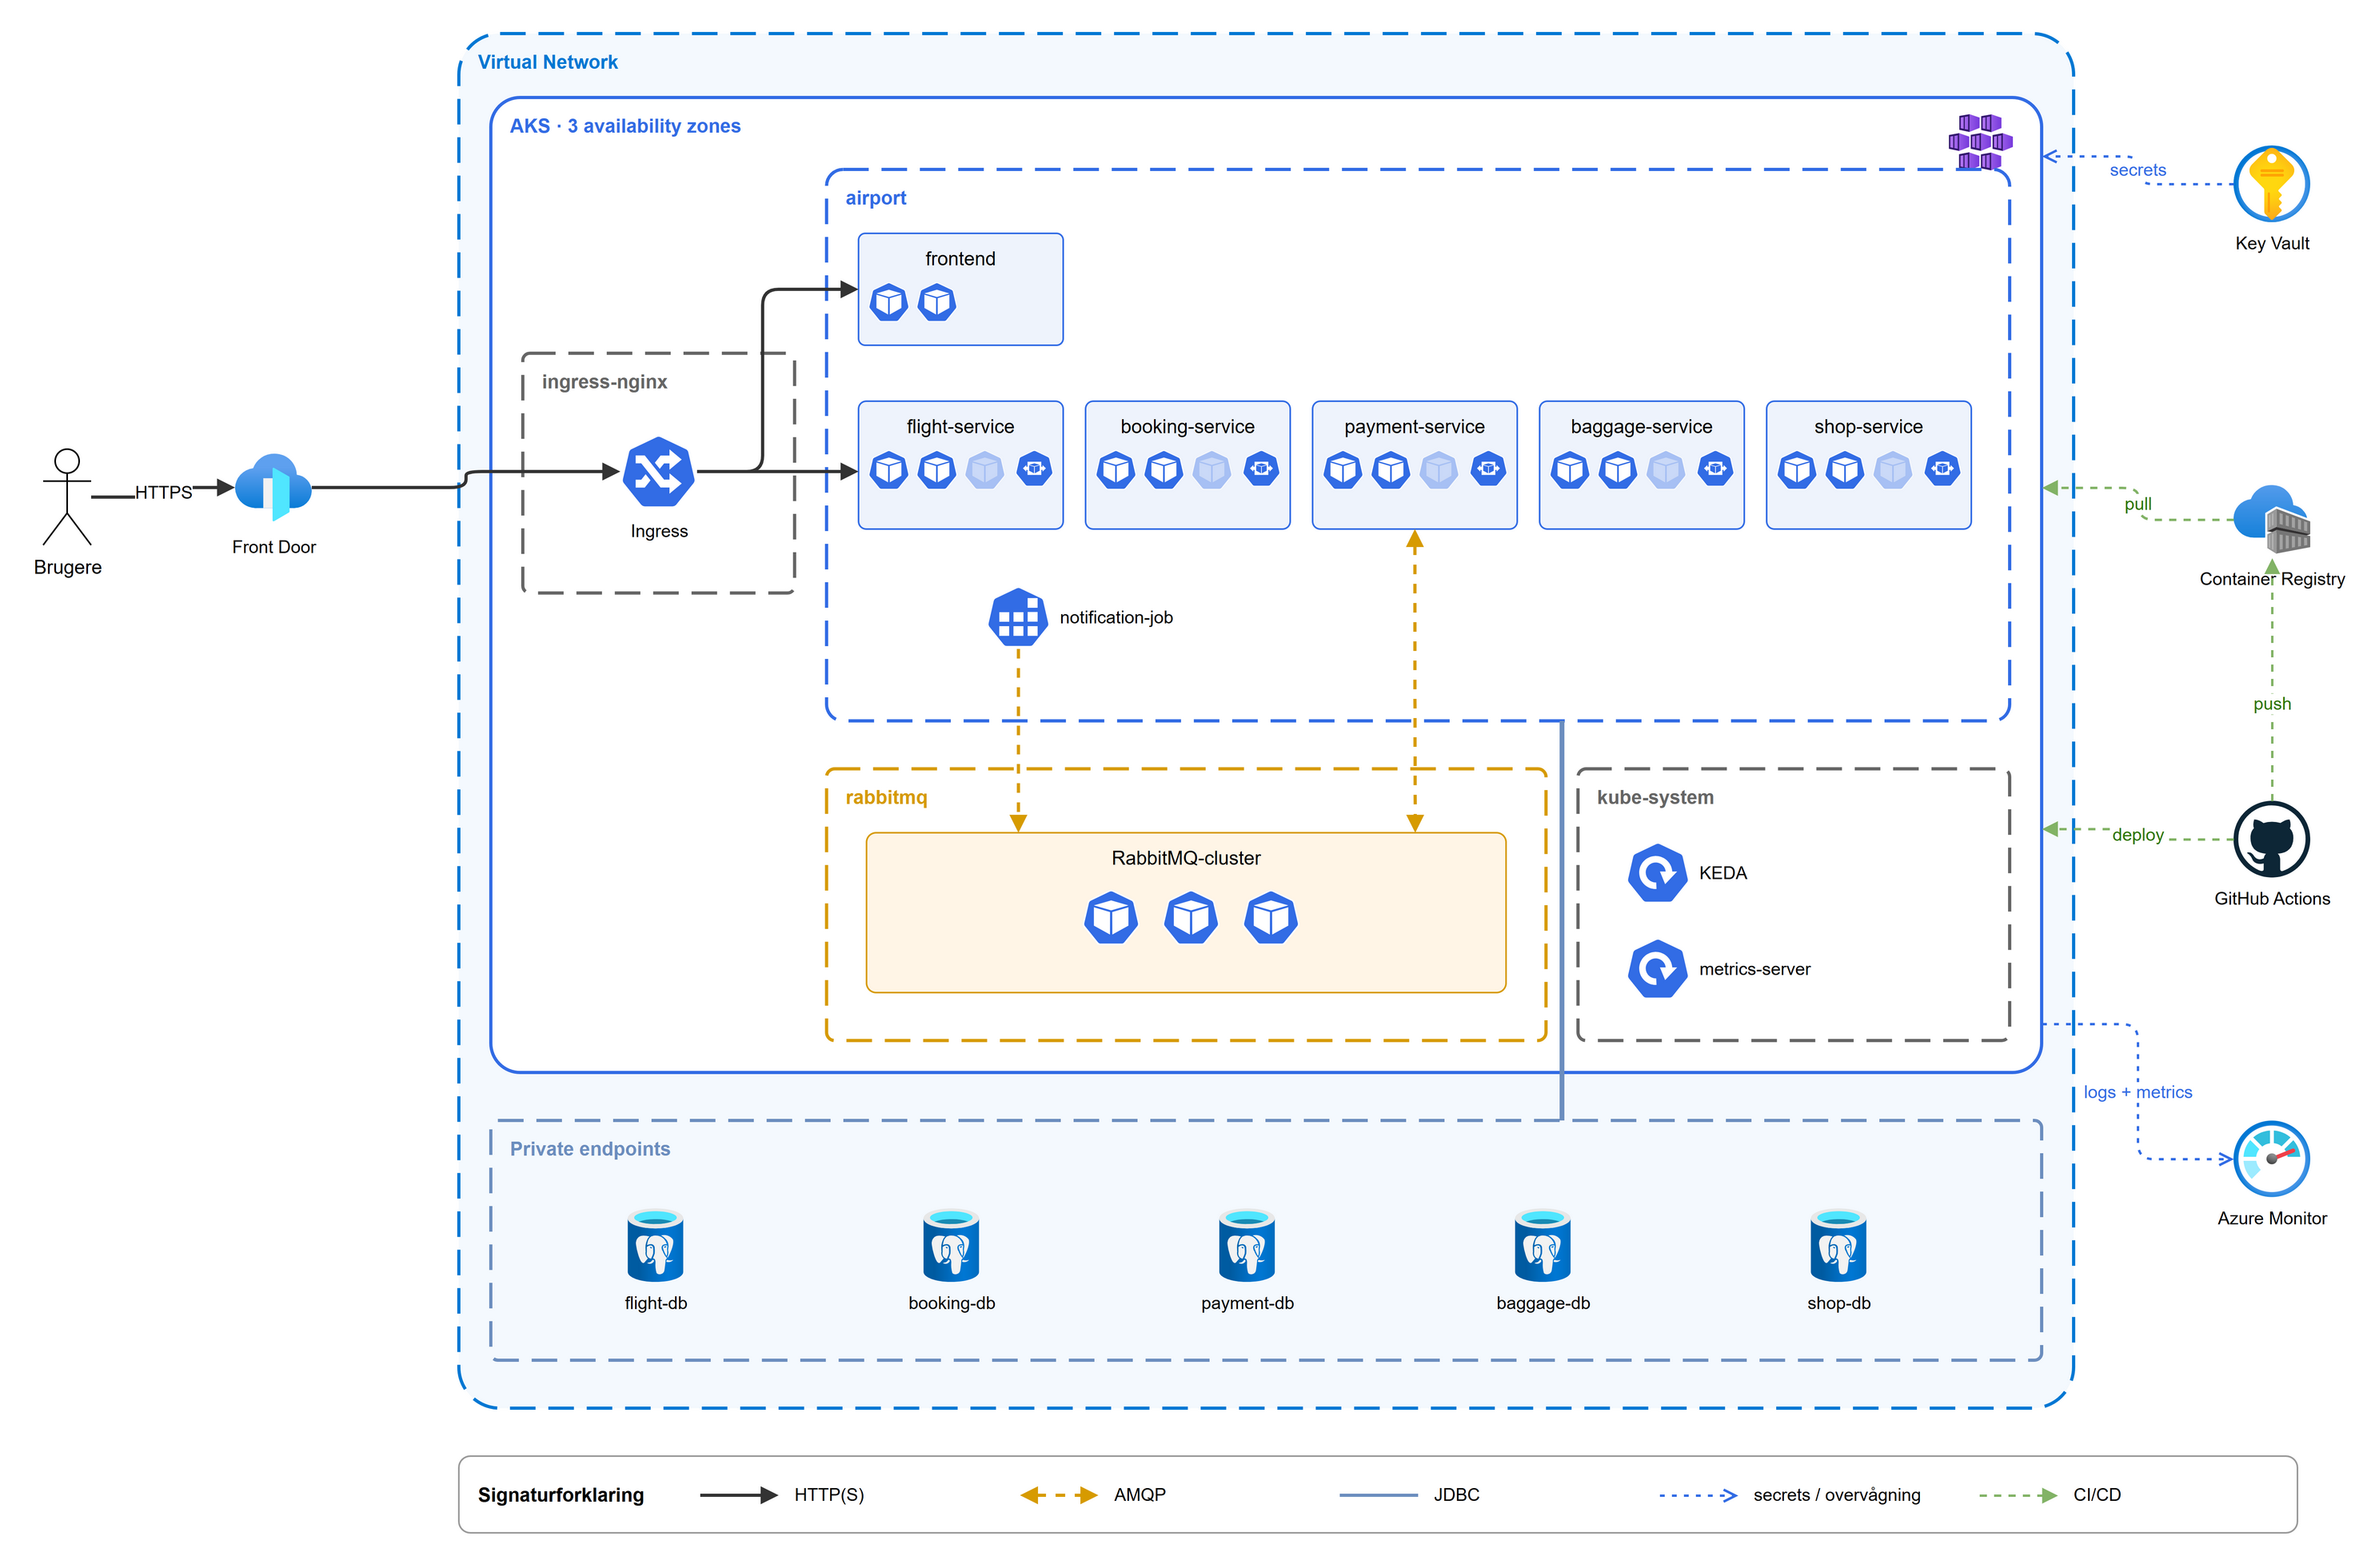 Virtual Network
AKS · 3 availability zones
airport
secrets
Key Vault
frontend
ingress-nginx
flight-service
booking-service
payment-service
baggage-service
shop-service
HTTPS
Ingress
Front Door
Brugere
pull
Container Registry
notification-job
push
rabbitmq
kube-system
deploy
RabbitMQ-cluster
KEDA
GitHub Actions
metrics-server
logs + metrics
Private endpoints
Azure Monitor
flight-db
booking-db
payment-db
baggage-db
shop-db
Signaturforklaring
HTTP(S)
AMQP
JDBC
secrets / overvågning
CI/CD